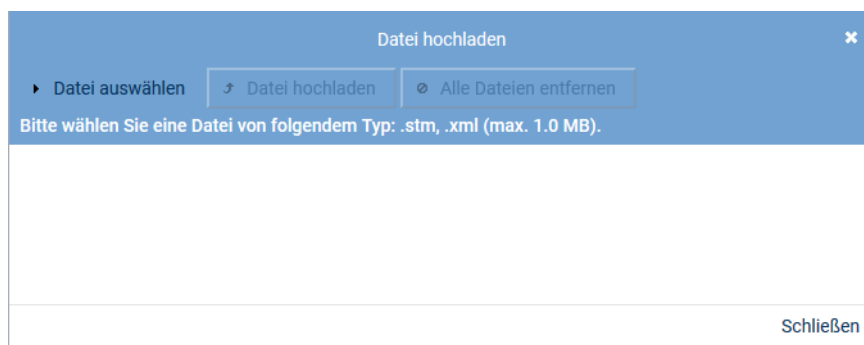 Datei hochladen
Datei auswählen Datei hochladen Alle Dateien entfernen
Bitte wählen Sie eine Datei von folgendem Typ: .stm, .xml (max. 1.0 MB).
Schließen